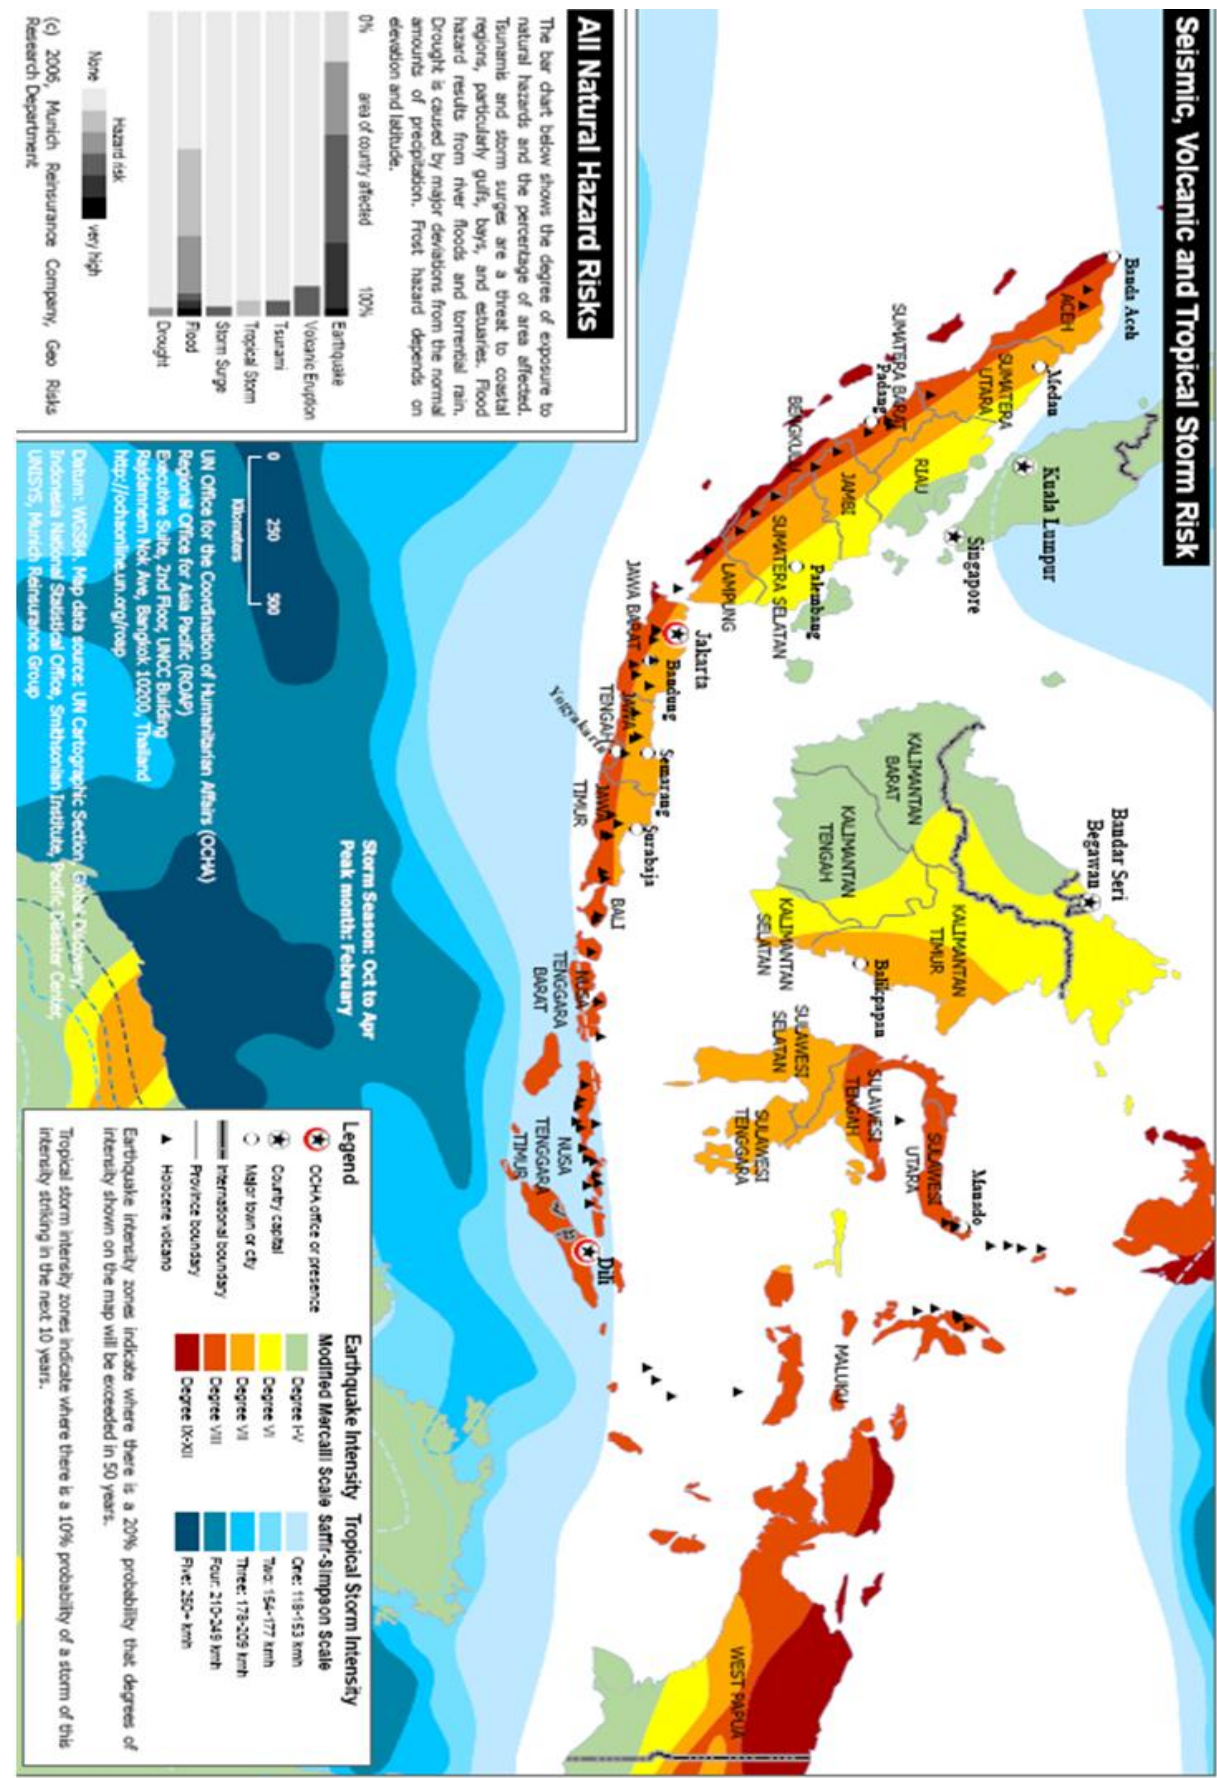 Seismic, Volcanic and Tropical Storm Risk
Banda Aceh
ACEH
Medan
SUMATERA
UTARA
SUMATERA BARAT
Padang
RIAU
Kuala Lumpur
Singapore
BENGKULU
JAMBI
SUMATERA SELATAN
Palembang
LAMPUNG
Jakarta
JAWA BARAT
Bandung
JAWA
TENGAH
Yogyakarta
Semarang
JAWA
TIMUR
Surabaja
BALI
NUSA
TENGGARA
BARAT
NUSA
TENGGARA
TIMUR
Dili
KALIMANTAN
BARAT
KALIMANTAN
TENGAH
KALIMANTAN
SELATAN
KALIMANTAN
TIMUR
Bandar Seri
Begawan
Balikpapan
SULAWESI
SELATAN
SULAWESI
TENGAH
SULAWESI
TENGGARA
SULAWESI
UTARA
Manado
MALUKU
WEST PAPUA
All Natural Hazard Risks
The bar chart below shows the degree of exposure to
natural hazards and the percentage of area affected.
Tsunamis and storm surges are a threat to coastal
regions, particularly gulfs, bays, and estuaries. Flood
hazard results from river floods and torrential rain.
Drought is caused by major deviations from the normal
amounts of precipitation. Frost hazard depends on
elevation and latitude.
0% area of country affected 100%
Earthquake
Volcanic Eruption
Tsunami
Tropical Storm
Storm Surge
Flood
Drought
Hazard risk
None very high
(c) 2006, Munich Reinsurance Company, Geo Risks
Research Department
0 250 500
Kilometers
UN Office for the Coordination of Humanitarian Affairs (OCHA)
Regional Office for Asia Pacific (ROAP)
Executive Suite, 2nd Floor, UNCC Building
Rajdamnern Nok Ave, Bangkok 10200, Thailand
http://ochaonline.un.org/roap
Datum: WGS84, Map data source: UN Cartographic Section, Global Discovery,
Indonesia National Statistical Office, Smithsonian Institute, Pacific Disaster Center,
UNISYS, Munich Reinsurance Group
Storm Season: Oct to Apr
Peak month: February
Legend
OCHA office or presence
Country capital
Major town or city
International boundary
Province boundary
Holocene volcano
Earthquake Intensity
Modified Mercalli Scale
Degree I-V
Degree VI
Degree VII
Degree VIII
Degree IX-XII
Tropical Storm Intensity
Saffir-Simpson Scale
One: 118-153 kmh
Two: 154-177 kmh
Three: 178-209 kmh
Four: 210-249 kmh
Five: 250+ kmh
Earthquake intensity zones indicate where there is a 20% probability that degrees of
intensity shown on the map will be exceeded in 50 years.
Tropical storm intensity zones indicate where there is a 10% probability of a storm of this
intensity striking in the next 10 years.